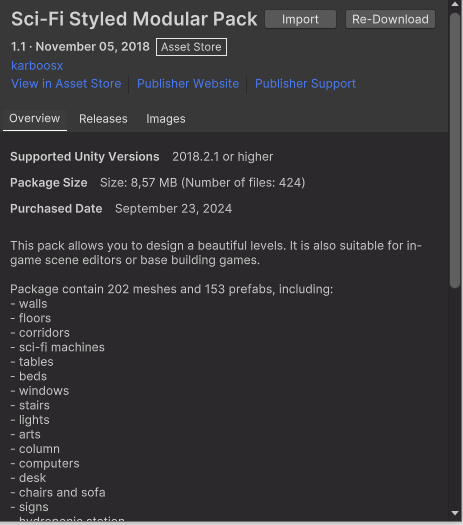 Sci-Fi Styled Modular Pack Import Re-Download
1.1 · November 05, 2018 Asset Store
karboosx
View in Asset Store Publisher Website Publisher Support
Overview Releases Images
Supported Unity Versions 2018.2.1 or higher
Package Size Size: 8,57 MB (Number of files: 424)
Purchased Date September 23, 2024
This pack allows you to design a beautiful levels. It is also suitable for in-
game scene editors or base building games.
Package contain 202 meshes and 153 prefabs, including:
- walls
- floors
- corridors
- sci-fi machines
- tables
- beds
- windows
- stairs
- lights
- arts
- column
- computers
- desk
- chairs and sofa
- signs
- hydroponic station